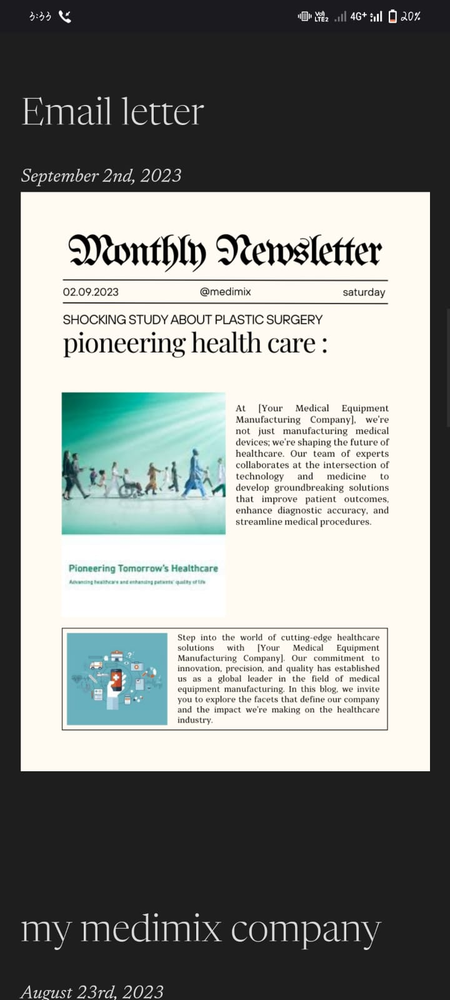 3:33
Vol) LTE2 4G+ 20%
Email letter
September 2nd, 2023
Monthly Newsletter
02.09.2023 @medimix saturday
SHOCKING STUDY ABOUT PLASTIC SURGERY
pioneering health care :
At [Your Medical Equipment
Manufacturing Company], we're
not just manufacturing medical
devices; we're shaping the future of
healthcare. Our team of experts
collaborates at the intersection of
technology and medicine to
develop groundbreaking solutions
that improve patient outcomes,
enhance diagnostic accuracy, and
streamline medical procedures.
Pioneering Tomorrow's Healthcare
Advancing healthcare and enhancing patients' quality of life
Step into the world of cutting-edge healthcare
solutions with [Your Medical Equipment
Manufacturing Company]. Our commitment to
innovation, precision, and quality has established
us as a global leader in the field of medical
equipment manufacturing. In this blog, we invite
you to explore the facets that define our company
and the impact we're making on the healthcare
industry.
my medimix company
August 23rd, 2023